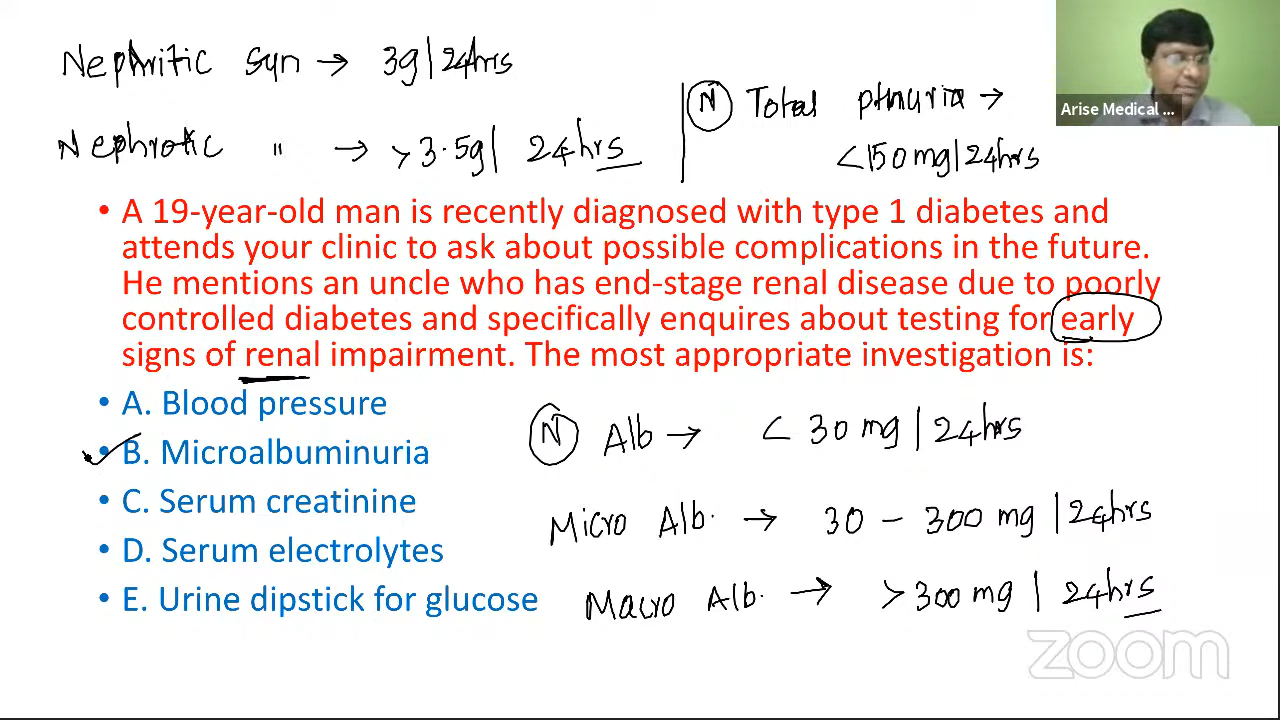 Nephritic Syn → 3g|24hrs
Nephrotic " → >3.5g| 24hrs
N Total ptnuria →
<150mg|24hrs
Arise Medical ...
• A 19-year-old man is recently diagnosed with type 1 diabetes and
attends your clinic to ask about possible complications in the future.
He mentions an uncle who has end-stage renal disease due to poorly
controlled diabetes and specifically enquires about testing for early
signs of renal impairment. The most appropriate investigation is:
• A. Blood pressure
• B. Microalbuminuria
• C. Serum creatinine
• D. Serum electrolytes
• E. Urine dipstick for glucose
N Alb → < 30 mg | 24hrs
Micro Alb. → 30 – 300 mg |24hrs
Macro Alb. → >300 mg | 24hrs
zoom